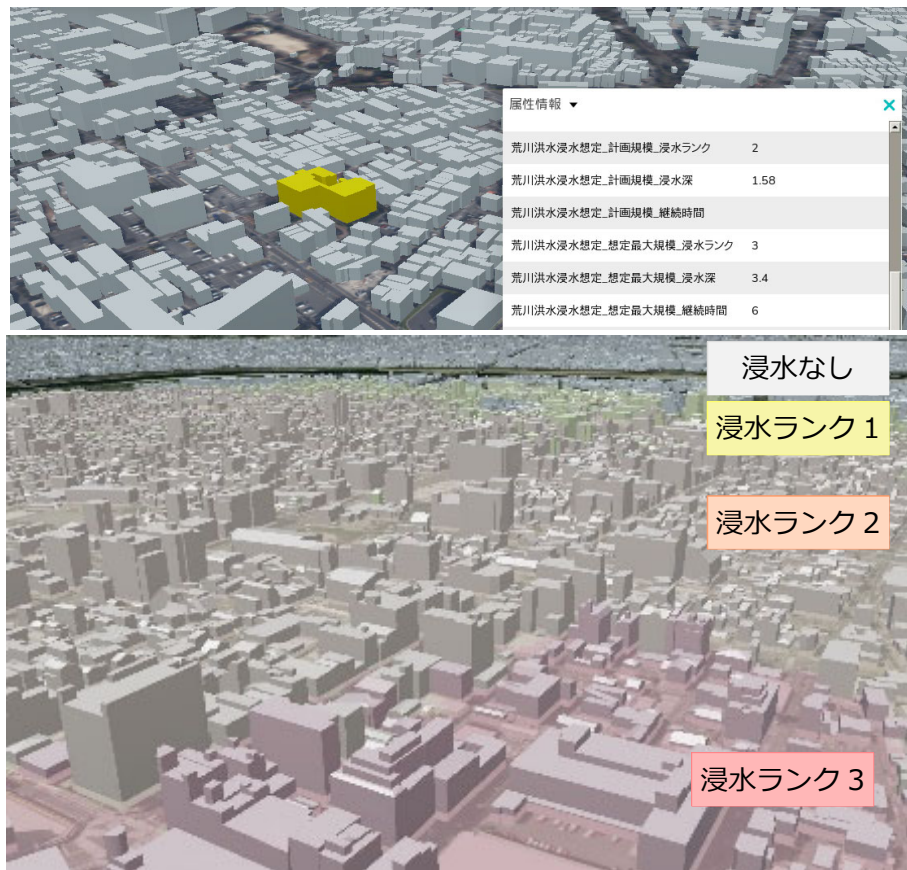 属性情報 ▼
荒川洪水浸水想定_計画規模_浸水ランク 2
荒川洪水浸水想定_計画規模_浸水深 1.58
荒川洪水浸水想定_計画規模_継続時間
荒川洪水浸水想定_想定最大規模_浸水ランク 3
荒川洪水浸水想定_想定最大規模_浸水深 3.4
荒川洪水浸水想定_想定最大規模_継続時間 6
浸水なし
浸水ランク1
浸水ランク2
浸水ランク3